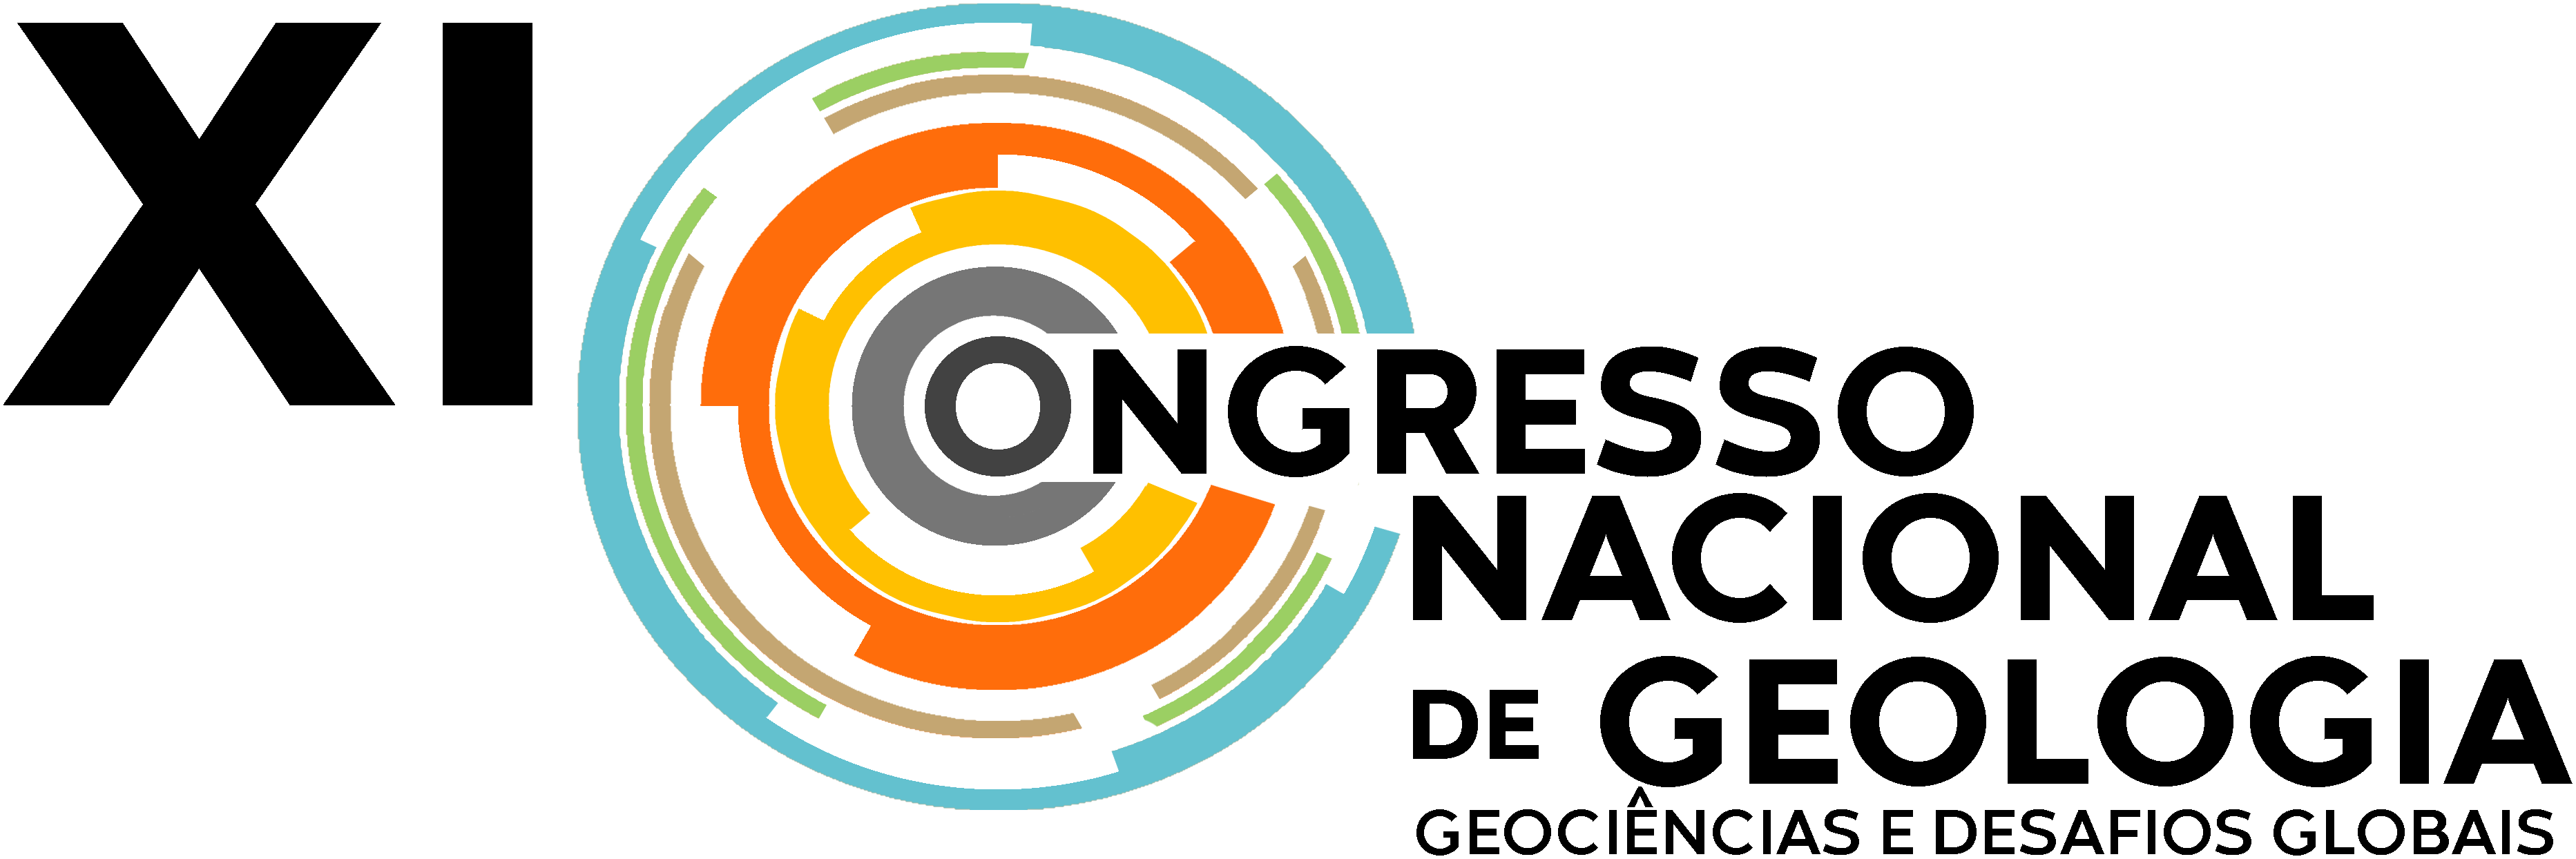 XI CONGRESSO
NACIONAL
DE GEOLOGIA
GEOCIÊNCIAS E DESAFIOS GLOBAIS